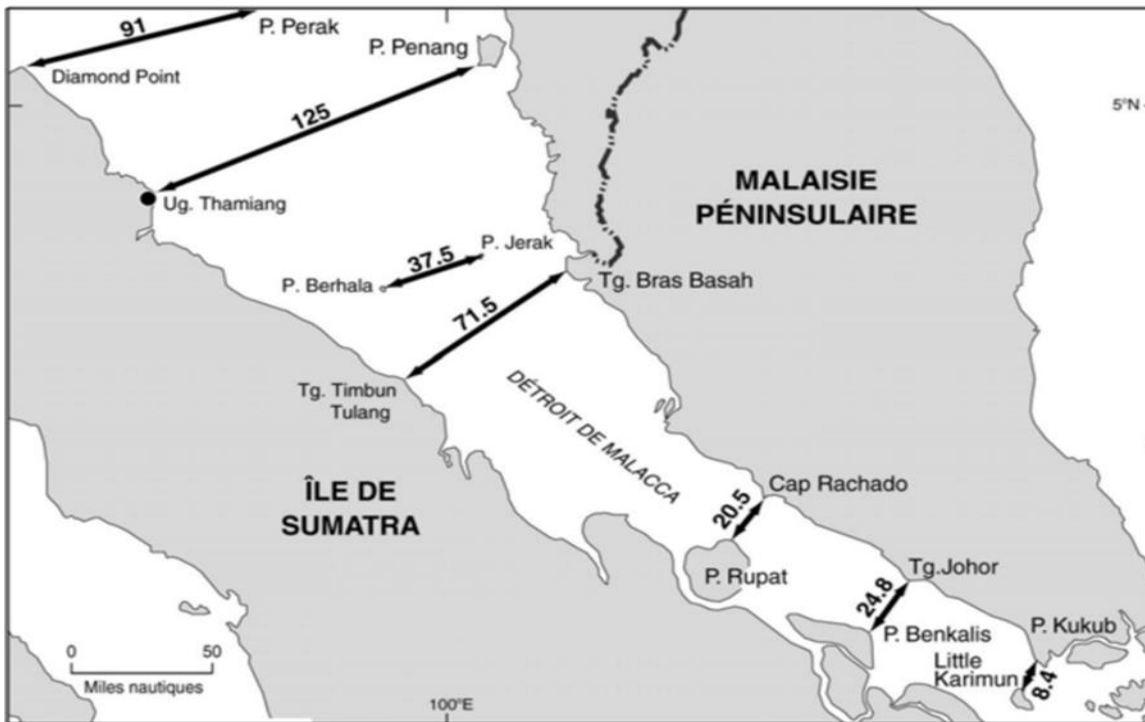 91
P. Perak
P. Penang
Diamond Point
5°N
125
MALAISIE
PÉNINSULAIRE
Ug. Thamiang
P. Jerak
37.5
P. Berhala
Tg. Bras Basah
71.5
Tg. Timbun
Tulang
DÉTROIT DE MALACCA
Cap Rachado
20.5
ÎLE DE
SUMATRA
P. Rupat
Tg.Johor
24.8
P. Benkalis
P. Kukub
Little
Karimun
8.4
0 50
Miles nautiques
100°E